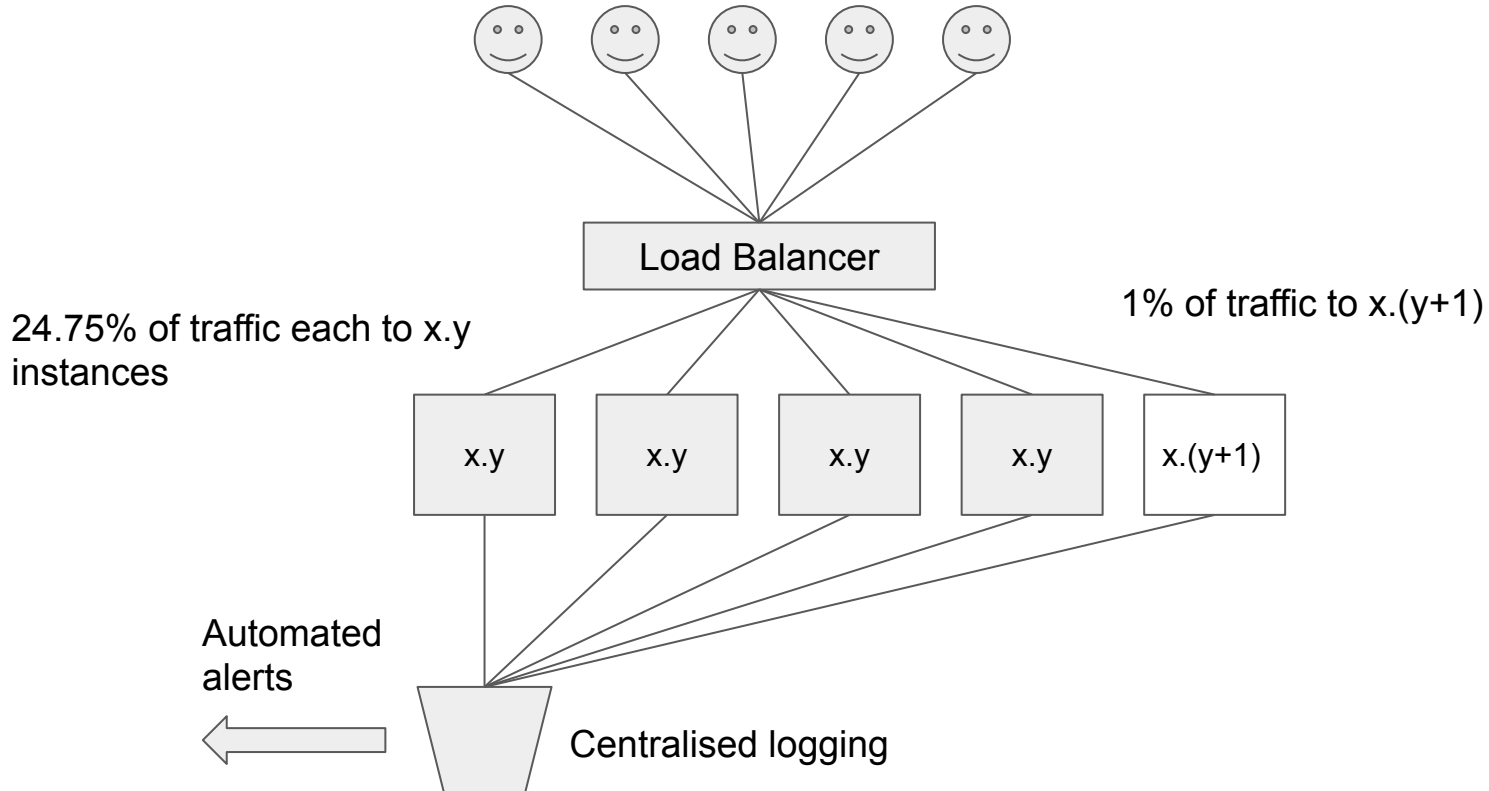 Load Balancer
24.75% of traffic each to x.y
instances
1% of traffic to x.(y+1)
x.y
x.y
x.y
x.y
x.(y+1)
Automated
alerts
Centralised logging